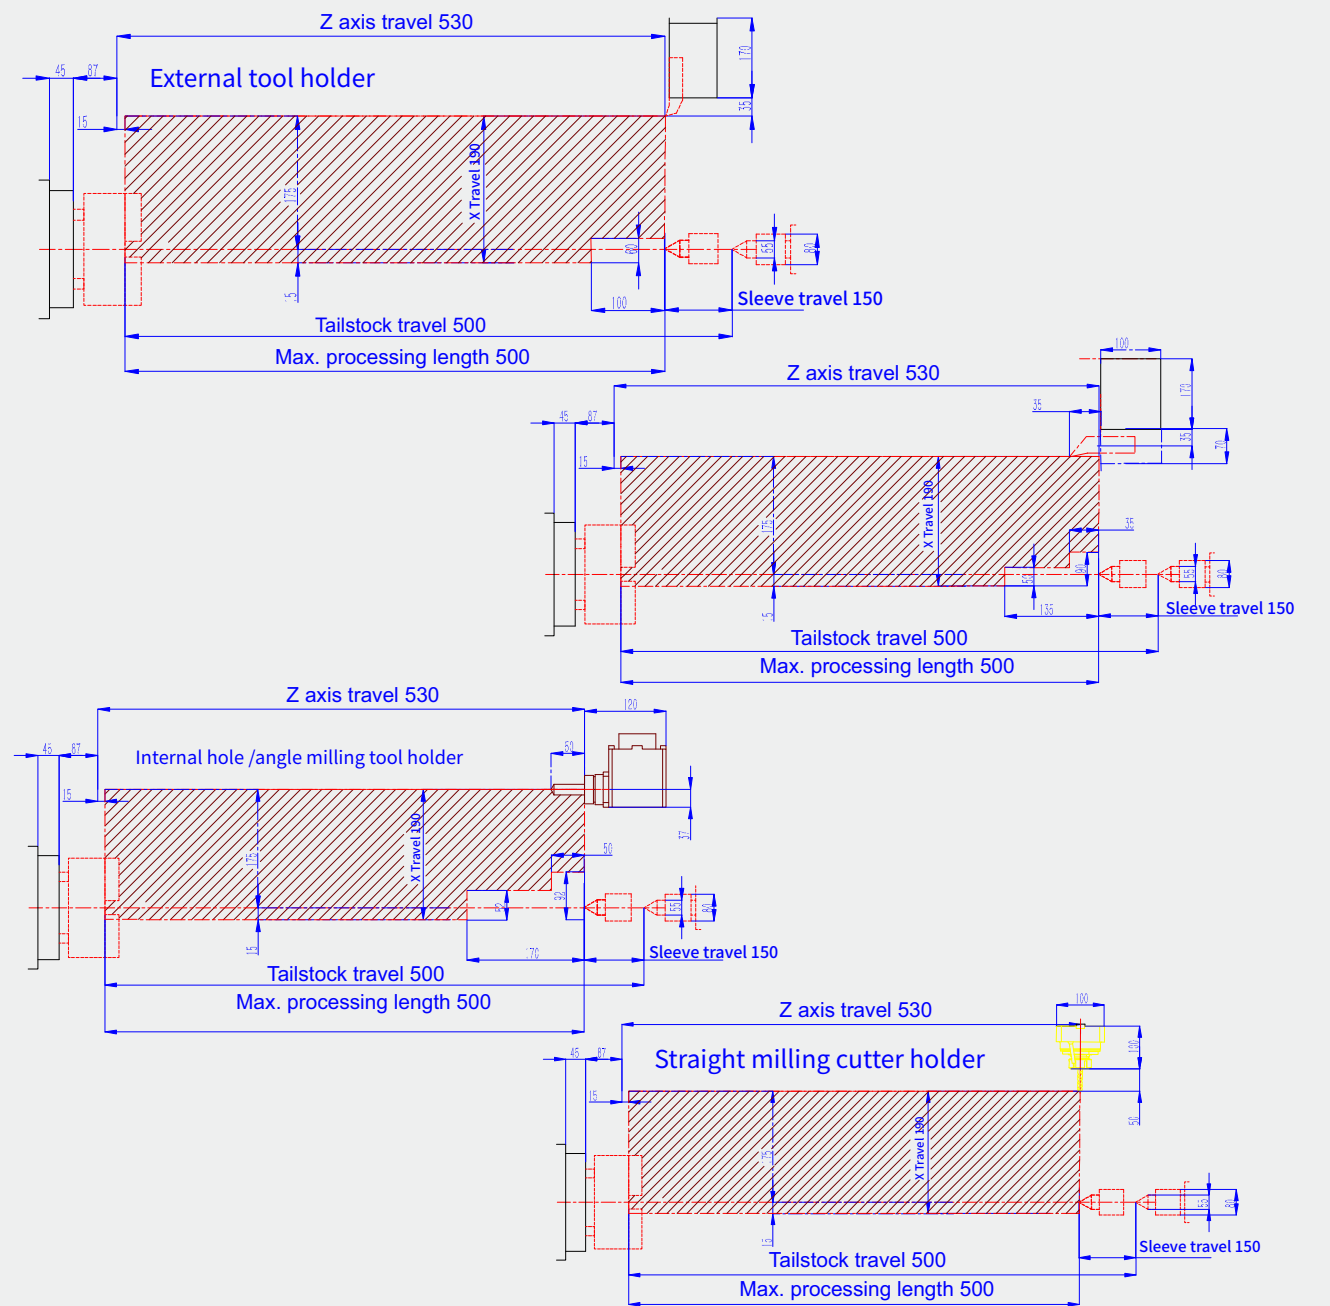 Z axis travel 530
170
45
87
External tool holder
35
15
175
X Travel 190
60
55
80
15
100
Sleeve travel 150
Tailstock travel 500
Max. processing length 500
100
Z axis travel 530
170
35
45
87
35
70
15
175
X Travel 190
35
50
90
55
80
15
135
Sleeve travel 150
Tailstock travel 500
Max. processing length 500
Z axis travel 530
120
45
87
Internal hole /angle milling tool holder
50
15
37
175
X Travel 190
50
52
92
55
80
15
170
Sleeve travel 150
Tailstock travel 500
Max. processing length 500
100
Z axis travel 530
130
45
87
Straight milling cutter holder
15
50
175
X Travel 190
55
80
15
Sleeve travel 150
Tailstock travel 500
Max. processing length 500